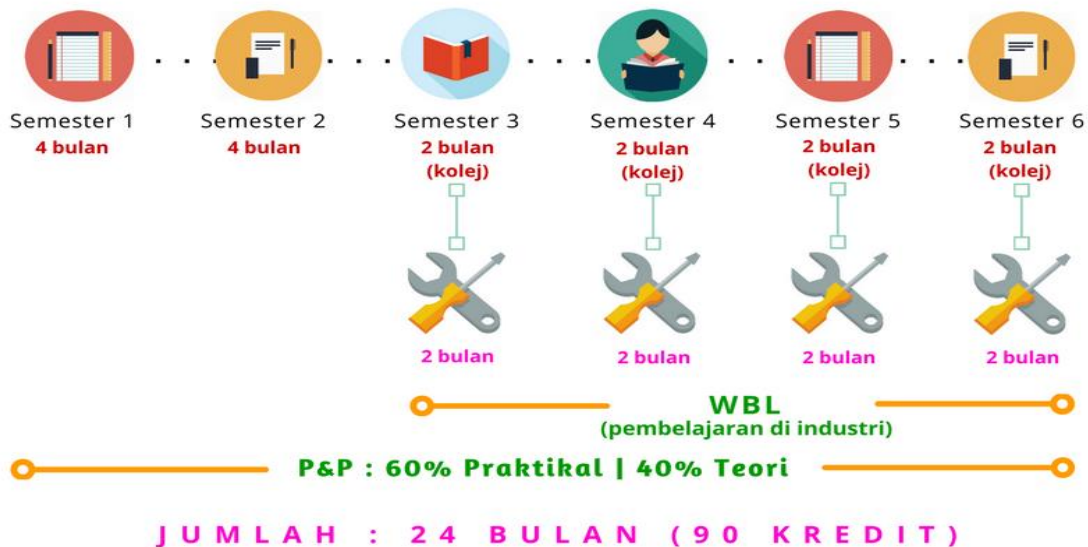 Semester 1
4 bulan
Semester 2
4 bulan
Semester 3
2 bulan
(kolej)
Semester 4
2 bulan
(kolej)
Semester 5
2 bulan
(kolej)
Semester 6
2 bulan
(kolej)
2 bulan
2 bulan
2 bulan
2 bulan
WBL
(pembelajaran di industri)
P&P : 60% Praktikal | 40% Teori
JUMLAH : 24 BULAN (90 KREDIT)